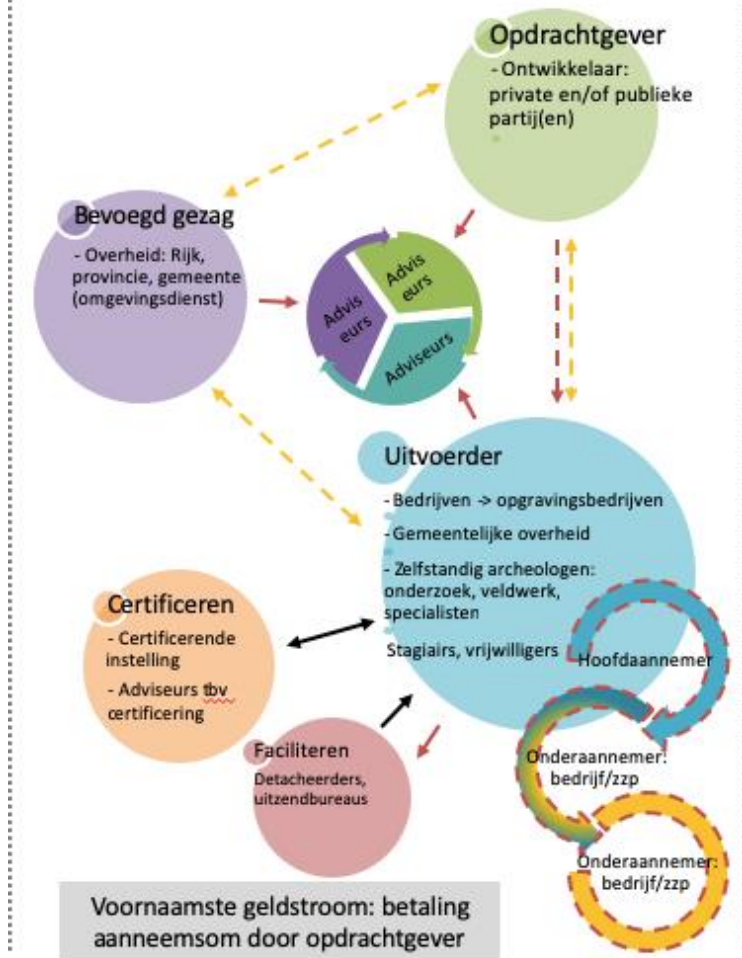 Opdrachtgever
- Ontwikkelaar:
private en/of publieke
partij(en)
Bevoegd gezag
- Overheid: Rijk,
provincie, gemeente
(omgevingsdienst)
Advis
eurs
Advis
eurs
Adviseurs
Uitvoerder
- Bedrijven -> opgravingsbedrijven
- Gemeentelijke overheid
- Zelfstandig archeologen:
onderzoek, veldwerk,
specialisten
Stagiairs, vrijwilligers
Hoofdaannemer
Certificeren
- Certificerende
instelling
- Adviseurs tbv
certificering
Faciliteren
Detacheerders,
uitzendbureaus
Onderaannemer:
bedrijf/zzp
Onderaannemer:
bedrijf/zzp
Voornaamste geldstroom: betaling
aanneemsom door opdrachtgever